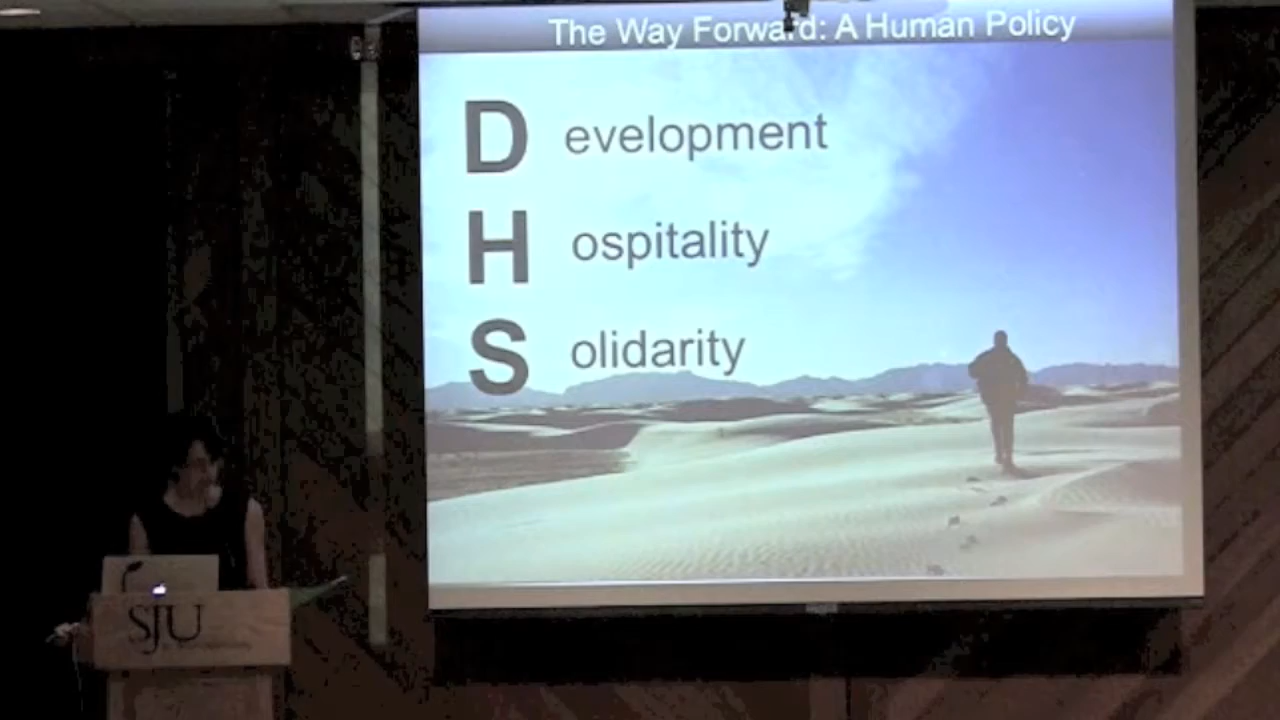 The Way Forward: A Human Policy
D evelopment
H ospitality
S olidarity
SJU